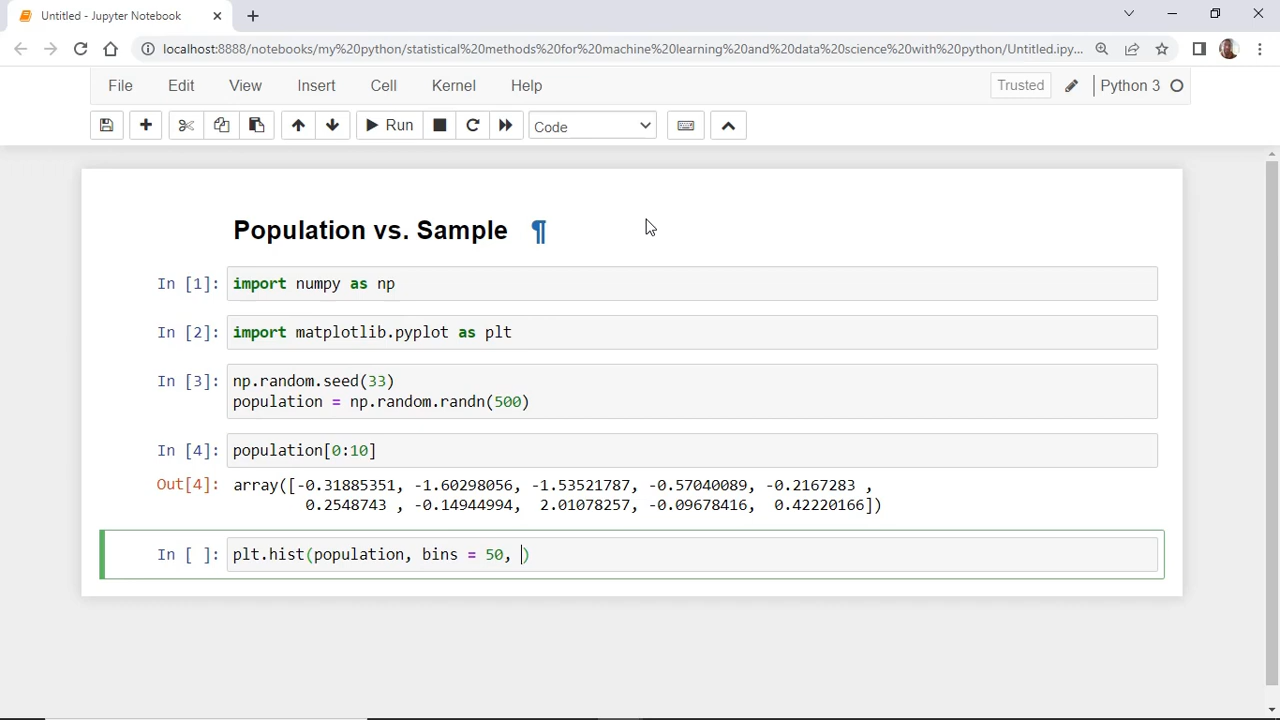 Untitled - Jupyter Notebook
localhost:8888/notebooks/my%20python/statistical%20methods%20for%20machine%20learning%20and%20data%20science%20with%20python/Untitled.ipy...
File Edit View Insert Cell Kernel Help Trusted Python 3
Run Code
Population vs. Sample ¶
In [1]: import numpy as np
In [2]: import matplotlib.pyplot as plt
In [3]: np.random.seed(33)
population = np.random.randn(500)
In [4]: population[0:10]
Out[4]: array([-0.31885351, -1.60298056, -1.53521787, -0.57040089, -0.2167283 ,
0.2548743 , -0.14944994,  2.01078257, -0.09678416,  0.42220166])
In [ ]: plt.hist(population, bins = 50, )